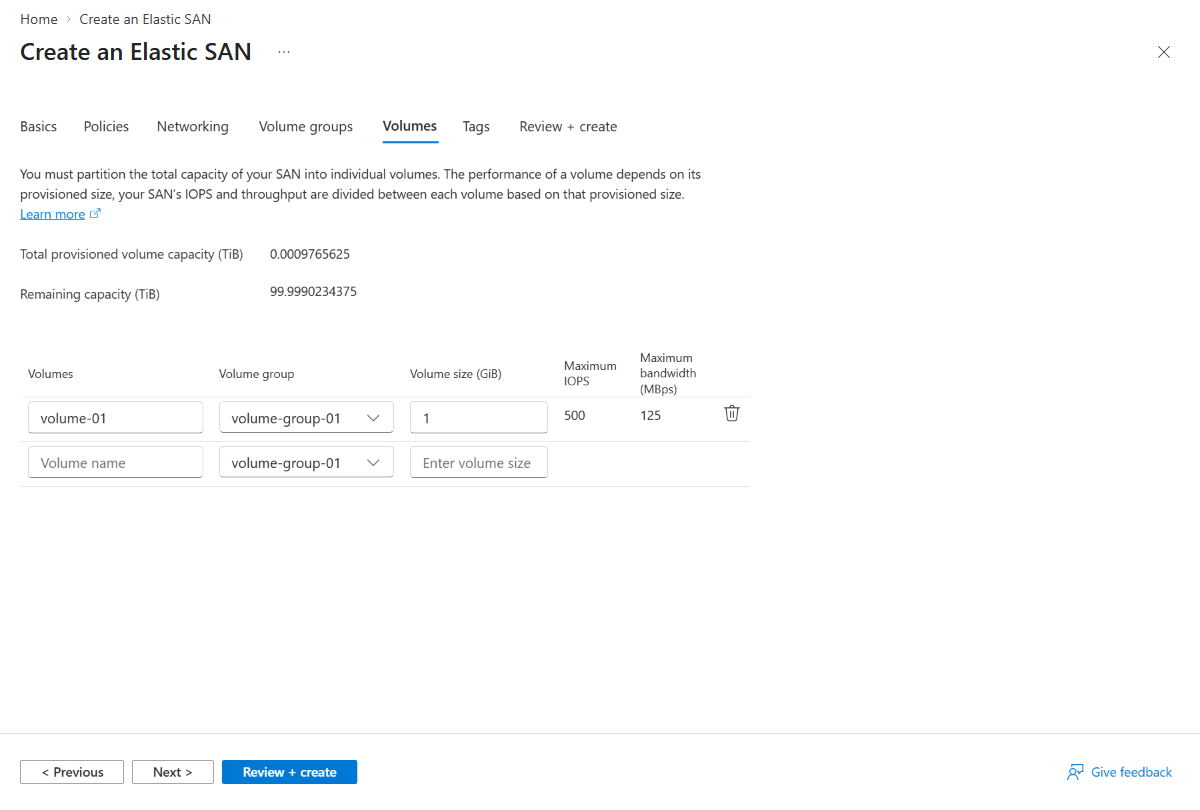 Home > Create an Elastic SAN
Create an Elastic SAN ...
Basics Policies Networking Volume groups Volumes Tags Review + create
You must partition the total capacity of your SAN into individual volumes. The performance of a volume depends on its
provisioned size, your SAN's IOPS and throughput are divided between each volume based on that provisioned size.
Learn more
Total provisioned volume capacity (TiB) 0.0009765625
Remaining capacity (TiB) 99.9990234375
Volumes Volume group Volume size (GiB) Maximum IOPS Maximum bandwidth (MBps)
volume-01 volume-group-01 1 500 125
Volume name volume-group-01 Enter volume size
< Previous Next > Review + create Give feedback